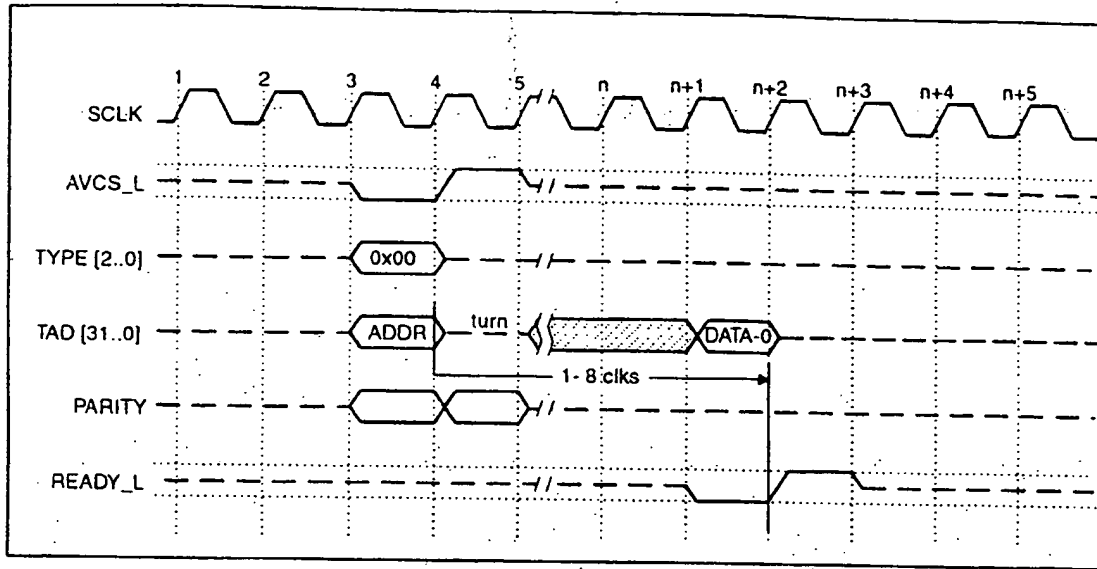 1 2 3 4 5 n n+1 n+2 n+3 n+4 n+5
SCLK
AVCS_L
TYPE [2..0] 0x00
TAD [31..0] ADDR turn DATA-0
1- 8 clks
PARITY
READY_L